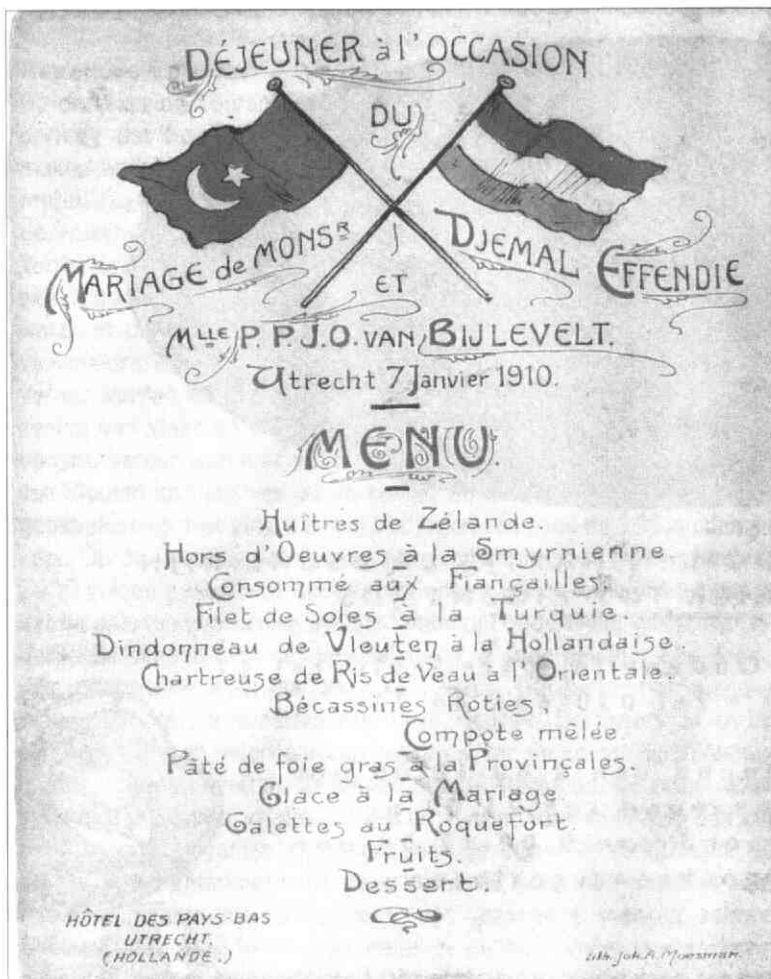 DÉJEUNER à l'OCCASION
DU
MARIAGE de MONSR DJEMAL EFFENDIE
ET
MLLE P. P.J.O. VAN BIJLEVELT.
Utrecht 7 Janvier 1910.
MENU.
Huîtres de Zélande.
Hors d'Oeuvres à la Smyrnienne.
Consommé aux Fiançailles.
Filet de Soles à la Turquie
Dindonneau de Vleuten à la Hollandaise.
Chartreuse de Ris de Veau a l'Orientale.
Bécassines Roties,
Compote mêlée.
Pâté de foie gras à la Provinçales.
Glace à la Mariage.
Galettes au Roquefort.
Fruits.
Dessert.
HÔTEL DES PAYS-BAS
UTRECHT.
(HOLLANDE.)
Lith. Joh. A. Moesman.